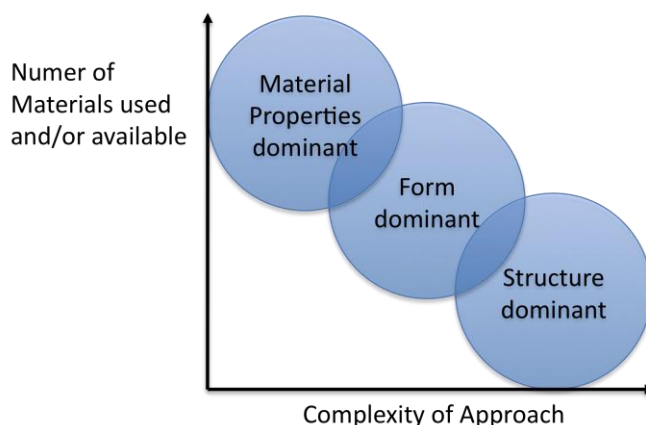 Numer of
Materials used
and/or available
Material
Properties
dominant
Form
dominant
Structure
dominant
Complexity of Approach